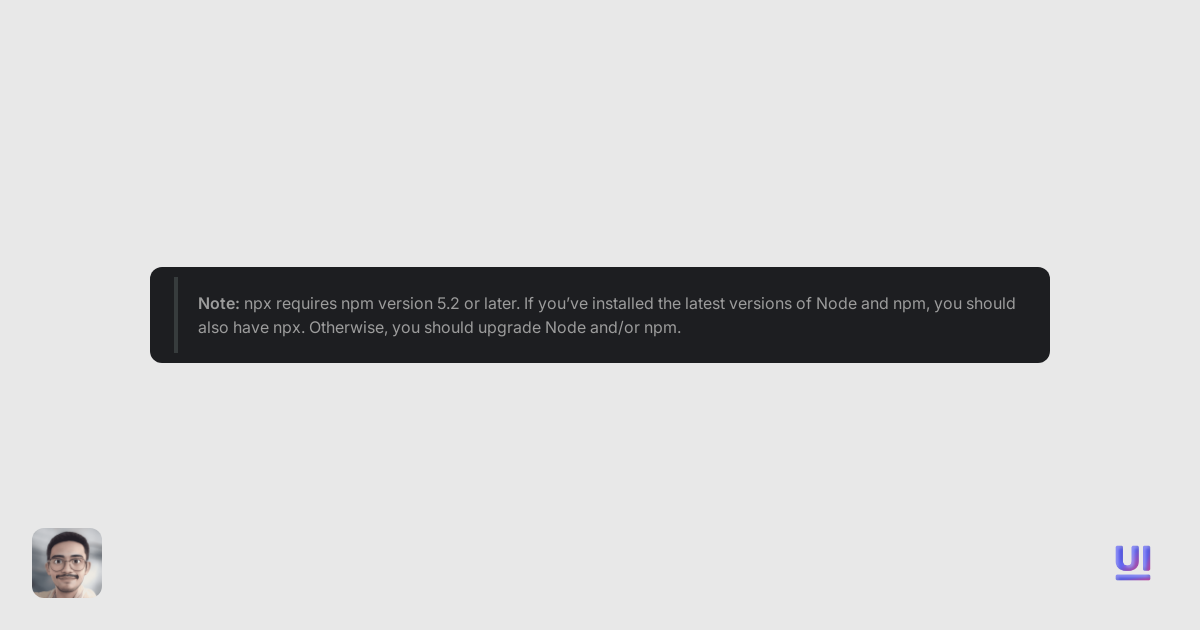 Note: npx requires npm version 5.2 or later. If you’ve installed the latest versions of Node and npm, you should
also have npx. Otherwise, you should upgrade Node and/or npm.
UI